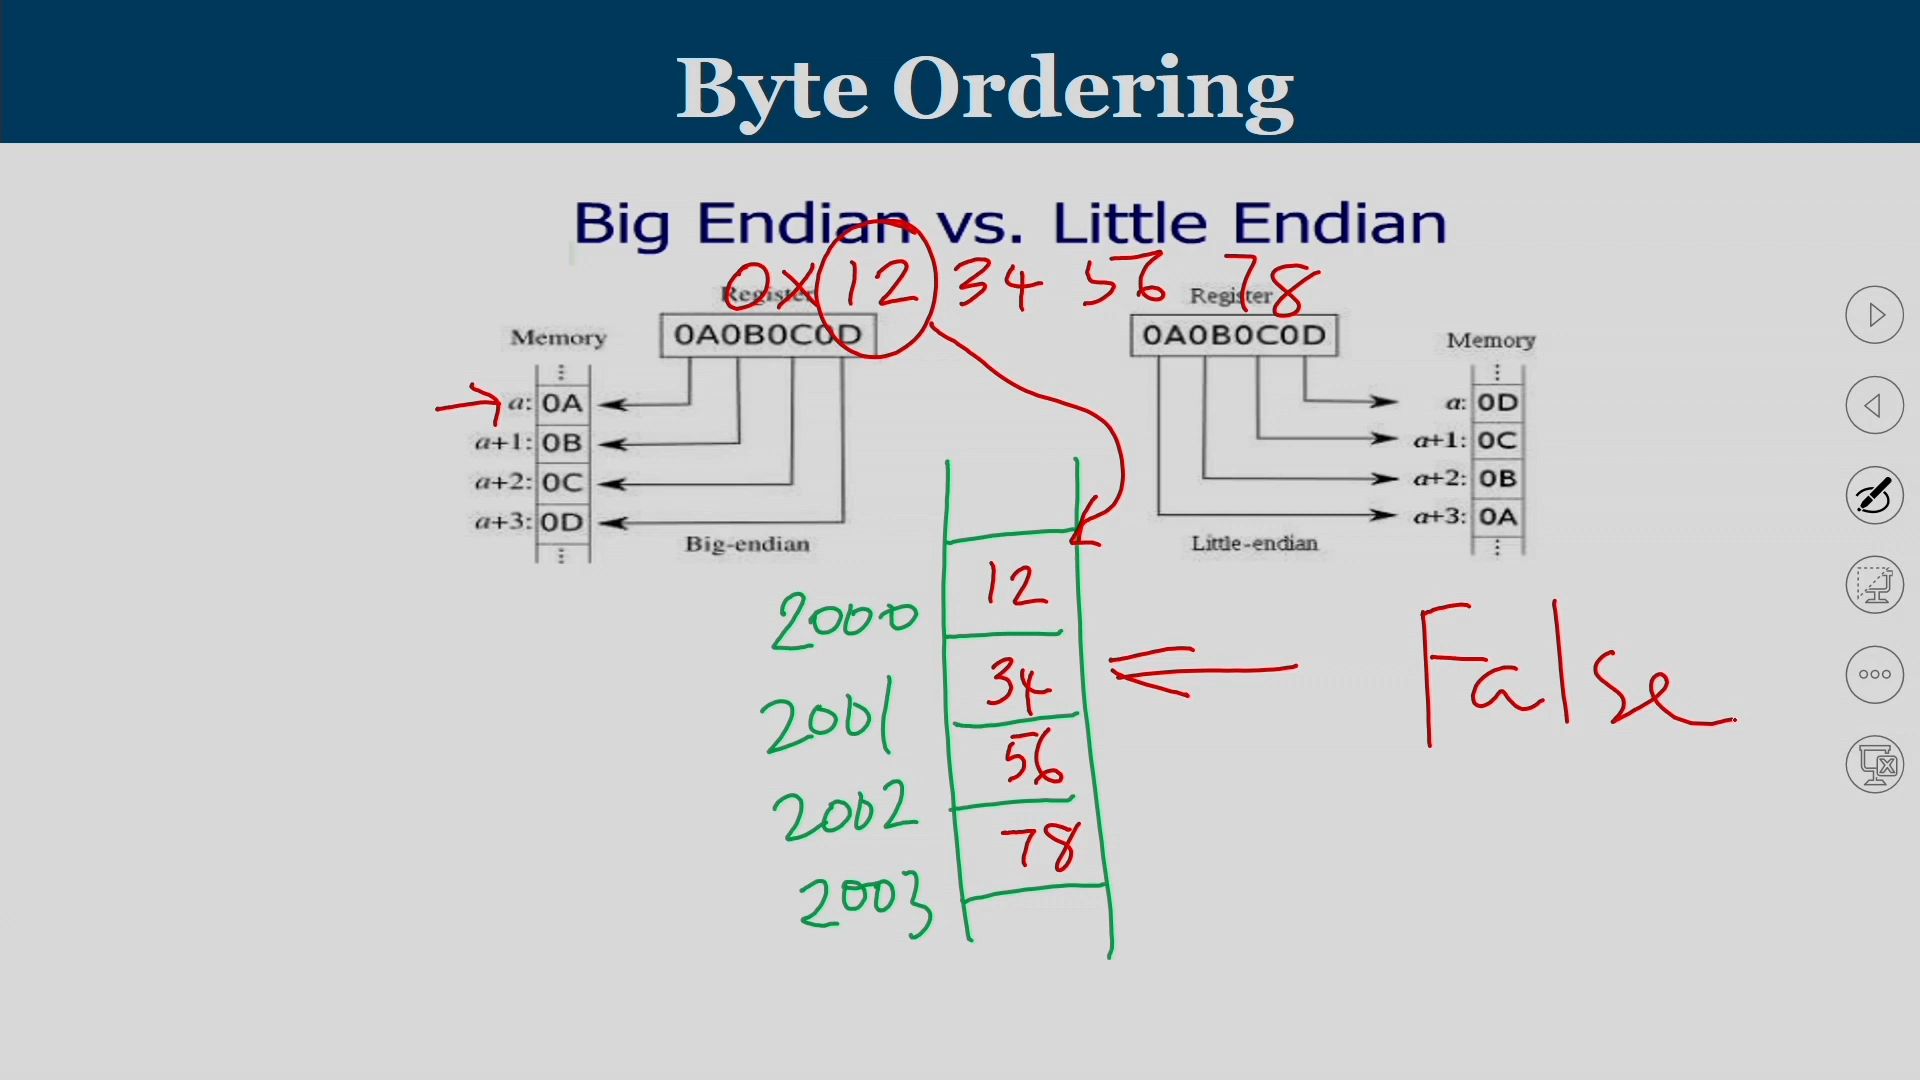 Byte Ordering
Big Endian vs. Little Endian
0x 12 34 56 78
Register
0A0B0C0D
Memory
a: 0A
a+1: 0B
a+2: 0C
a+3: 0D
Big-endian
Register
0A0B0C0D
Memory
a: 0D
a+1: 0C
a+2: 0B
a+3: 0A
Little-endian
2000 12
2001 34
2002 56
2003 78
False